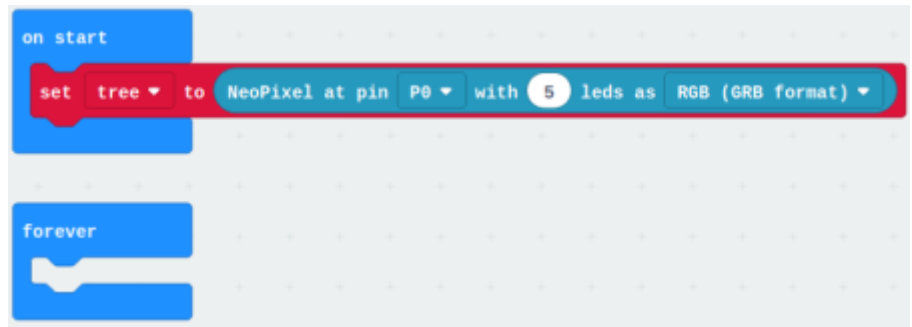 on start
set tree to NeoPixel at pin P0 with 5 leds as RGB (GRB format)
forever